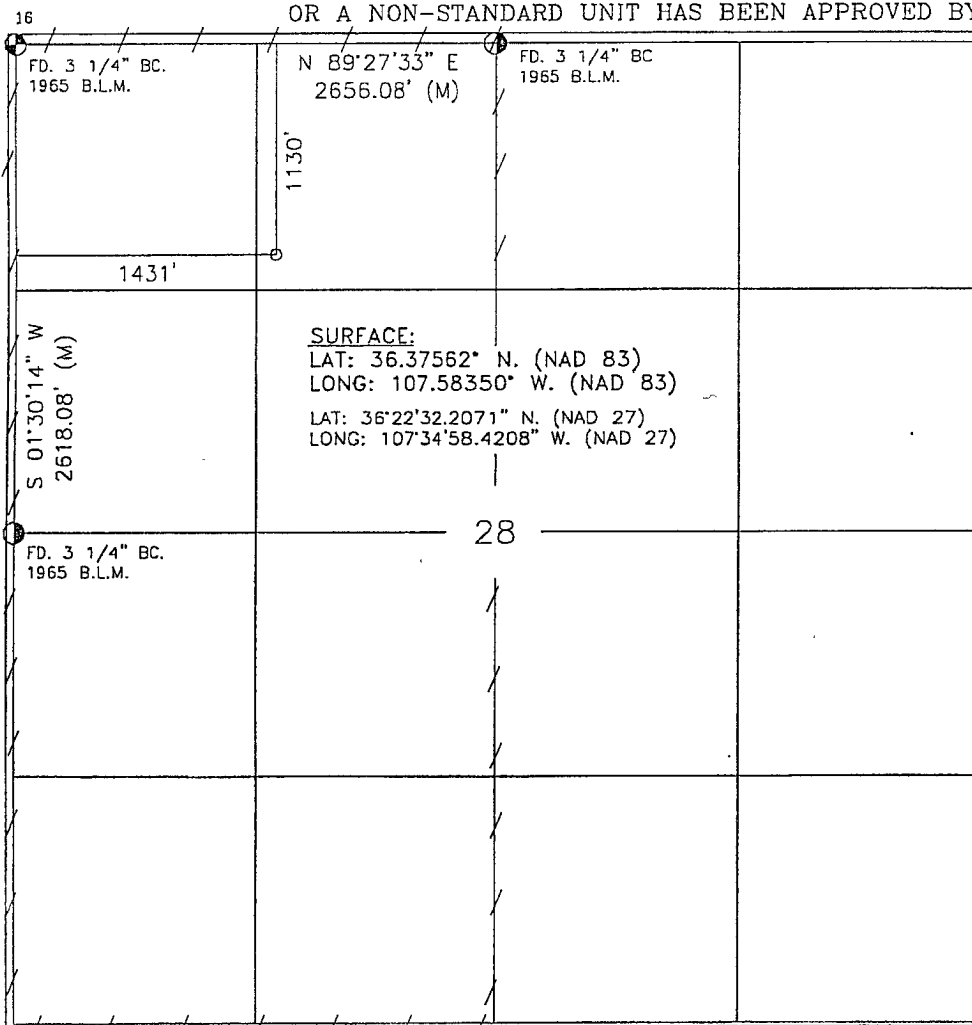 16
OR A NON-STANDARD UNIT HAS BEEN APPROVED BY
FD. 3 1/4" BC.
1965 B.L.M.
N 89°27'33" E
2656.08' (M)
FD. 3 1/4" BC
1965 B.L.M.
1130'
1431'
S 01°30'14" W
2618.08' (M)
SURFACE:
LAT: 36.37562° N. (NAD 83)
LONG: 107.58350° W. (NAD 83)
LAT: 36°22'32.2071" N. (NAD 27)
LONG: 107°34'58.4208" W. (NAD 27)
28
FD. 3 1/4" BC.
1965 B.L.M.